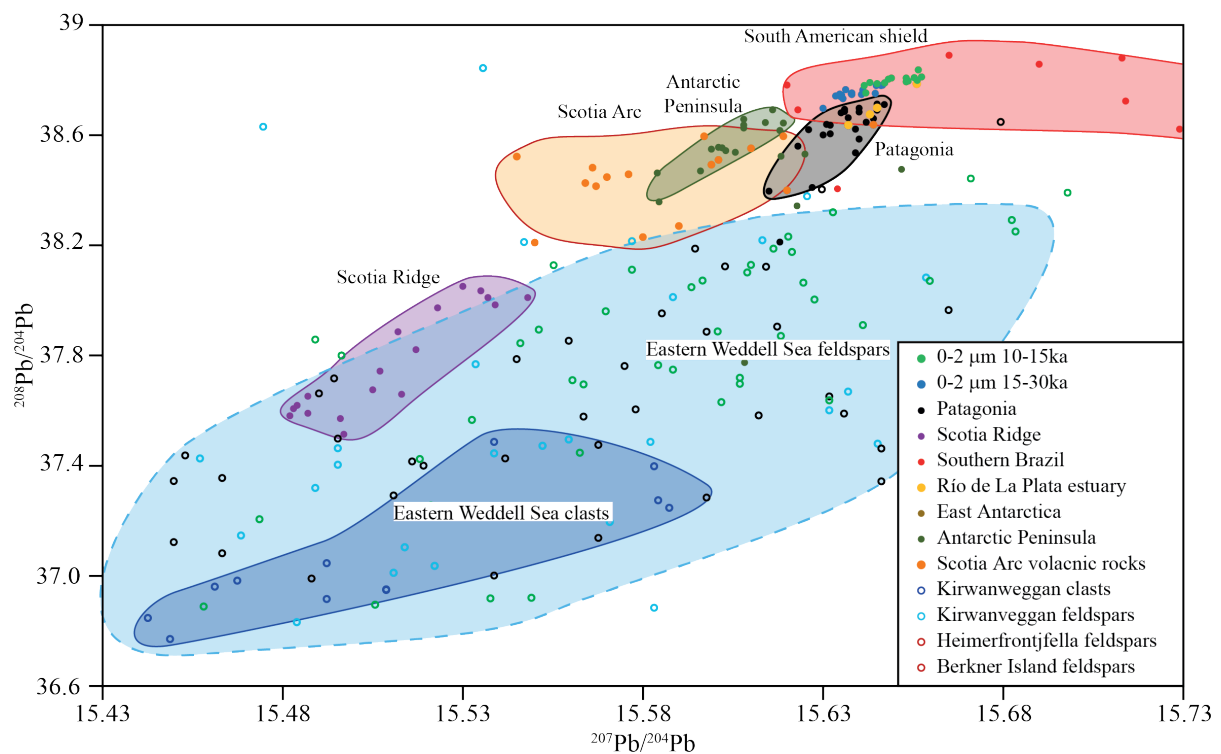 39
38.6
38.2
37.8
37.4
37.0
36.6
²⁰⁸Pb/²⁰⁴Pb
South American shield
Antarctic
Peninsula
Scotia Arc
Patagonia
Scotia Ridge
Eastern Weddell Sea feldspars
Eastern Weddell Sea clasts
0-2 µm 10-15ka
0-2 µm 15-30ka
Patagonia
Scotia Ridge
Southern Brazil
Río de La Plata estuary
East Antarctica
Antarctic Peninsula
Scotia Arc volacnic rocks
Kirwanweggan clasts
Kirwanveggan feldspars
Heimerfrontjfella feldspars
Berkner Island feldspars
15.43
15.48
15.53
15.58
15.63
15.68
15.73
²⁰⁷Pb/²⁰⁴Pb